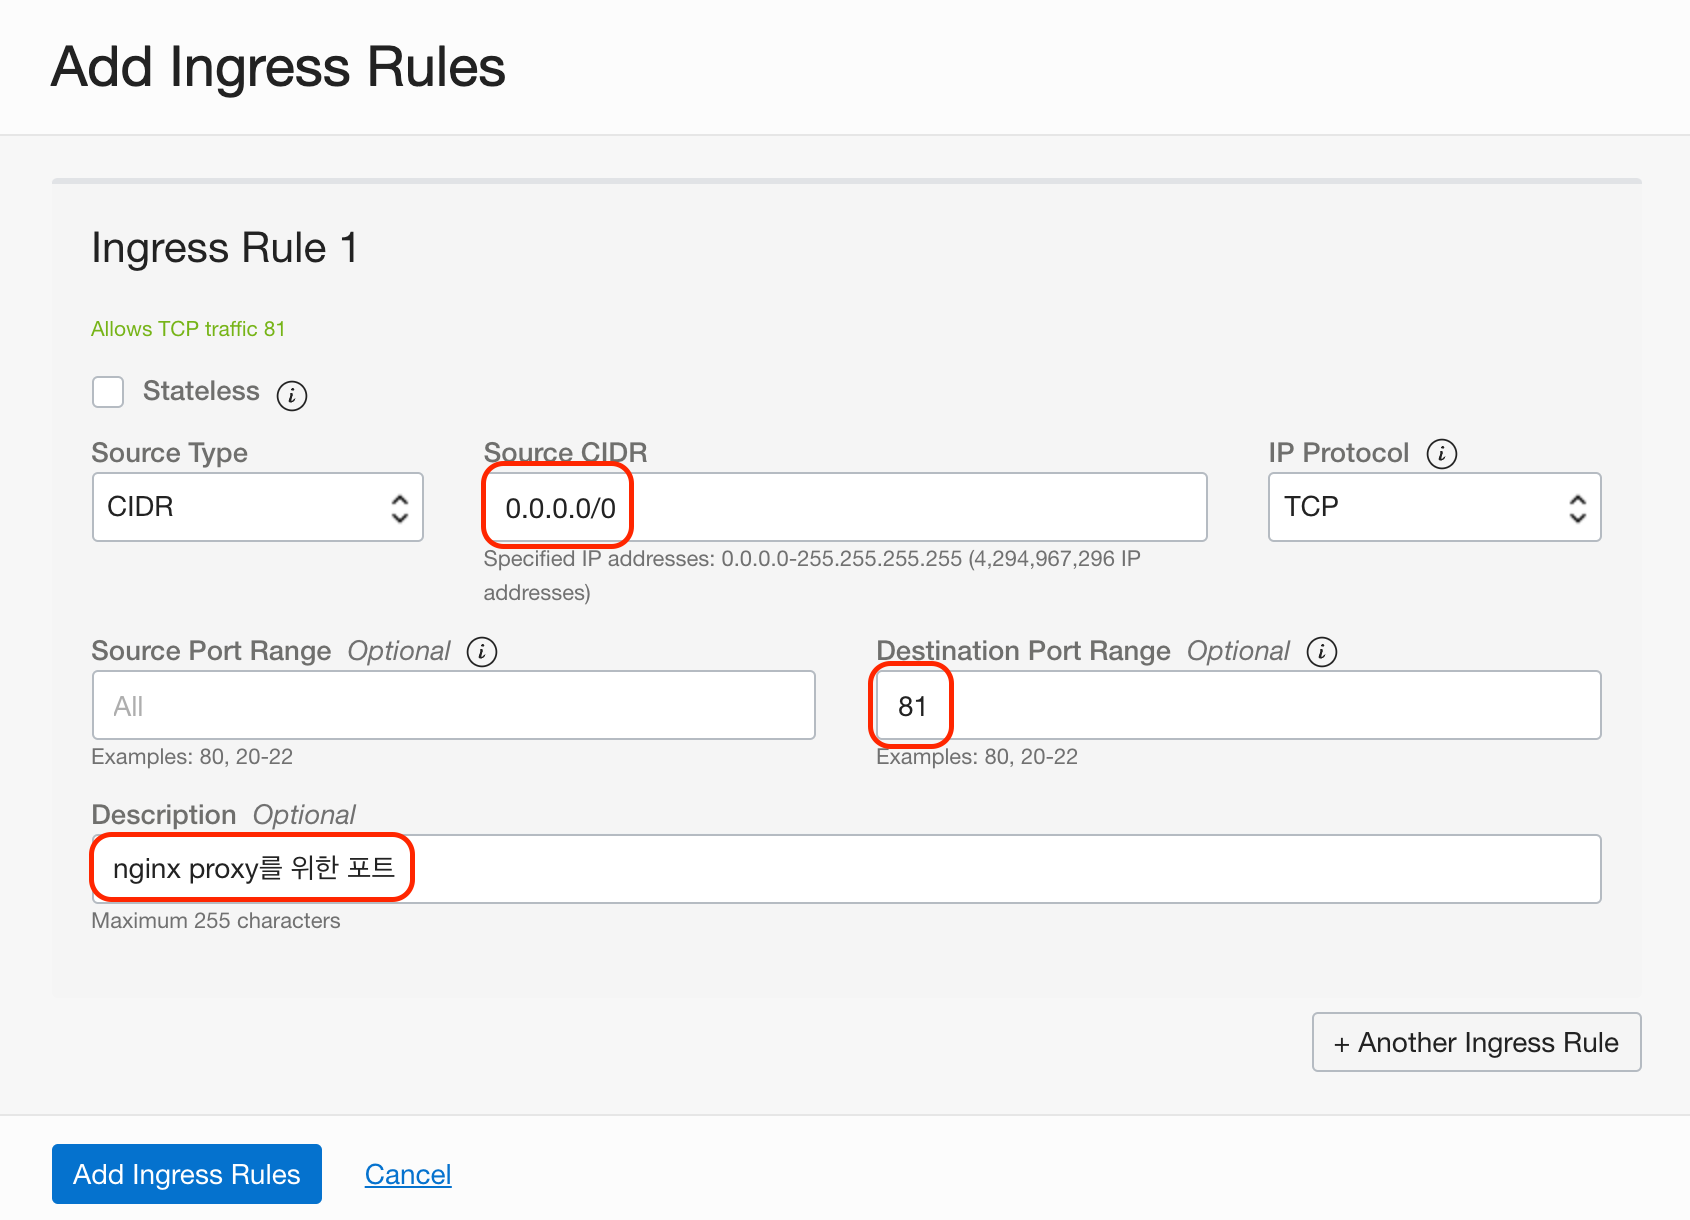 Add Ingress Rules
Ingress Rule 1
Allows TCP traffic 81
Stateless i
Source Type Source CIDR IP Protocol i
CIDR 0.0.0.0/0 TCP
Specified IP addresses: 0.0.0.0-255.255.255.255 (4,294,967,296 IP
addresses)
Source Port Range Optional i Destination Port Range Optional i
All 81
Examples: 80, 20-22 Examples: 80, 20-22
Description Optional
nginx proxy를 위한 포트
Maximum 255 characters
+ Another Ingress Rule
Add Ingress Rules Cancel